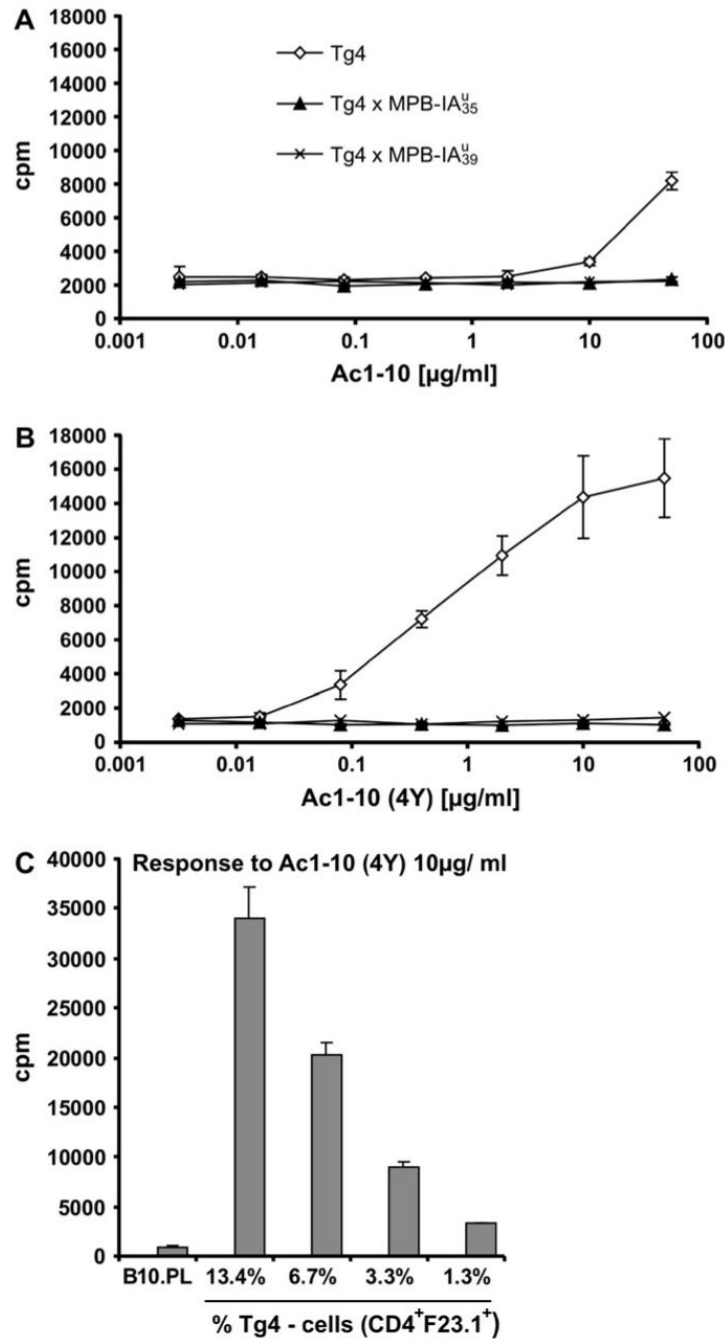 A
18000
16000
14000
12000
10000
8000
6000
4000
2000
0
cpm
Tg4
Tg4 x MPB-IA₃₅ᵘ
Tg4 x MPB-IA₃₉ᵘ
0.001 0.01 0.1 1 10 100
Ac1-10 [µg/ml]
B
18000
16000
14000
12000
10000
8000
6000
4000
2000
0
cpm
0.001 0.01 0.1 1 10 100
Ac1-10 (4Y) [µg/ml]
C
40000
35000
30000
25000
20000
15000
10000
5000
0
cpm
Response to Ac1-10 (4Y) 10µg/ ml
B10.PL 13.4% 6.7% 3.3% 1.3%
% Tg4 - cells (CD4⁺F23.1⁺)